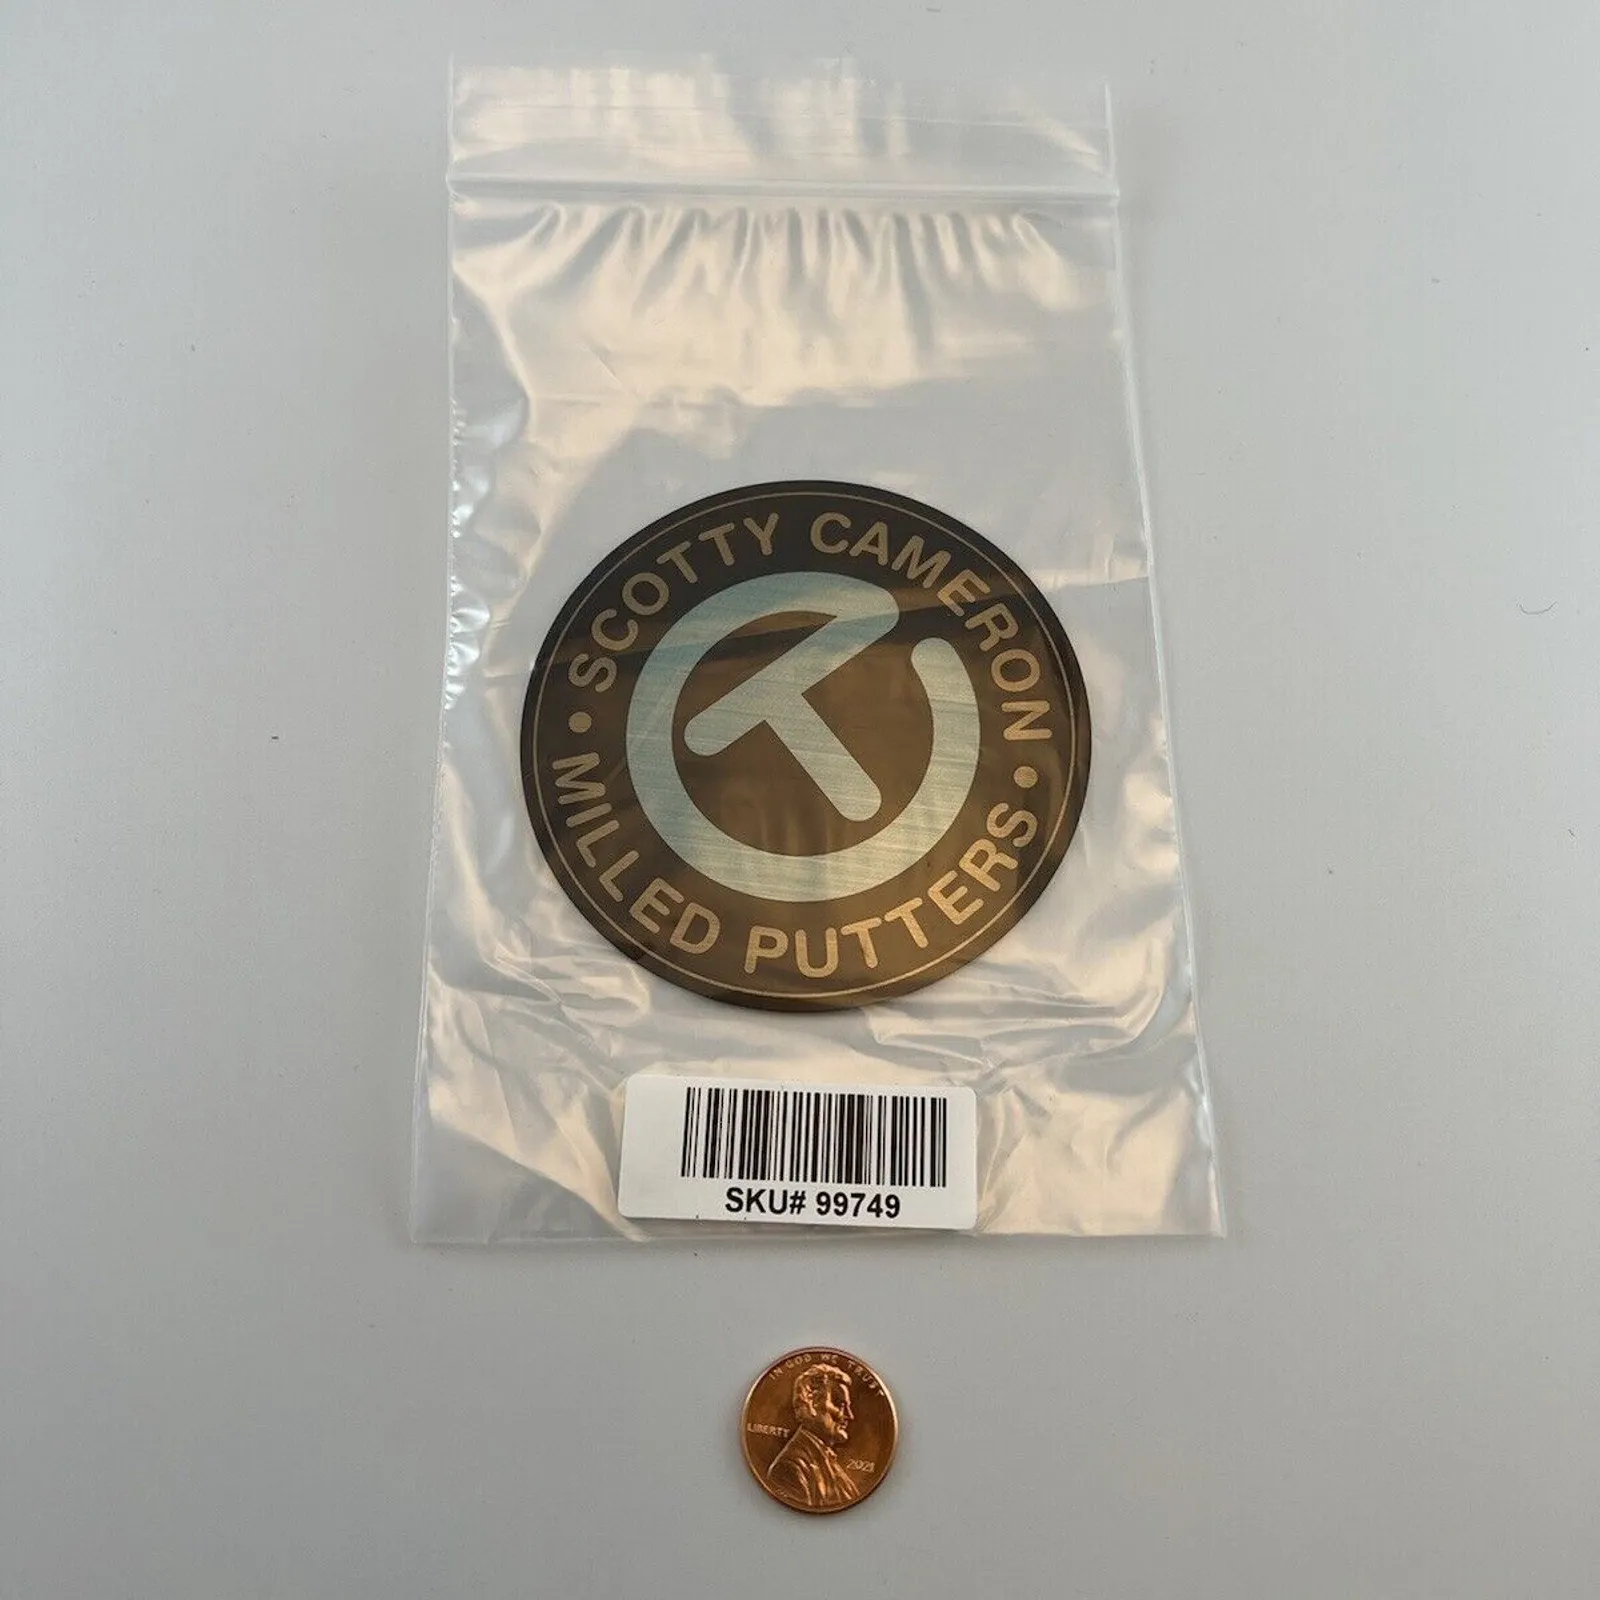 SCOTTY CAMERON
• MILLED PUTTERS •
SKU# 99749
IN GOD WE TRUST
LIBERTY
2021